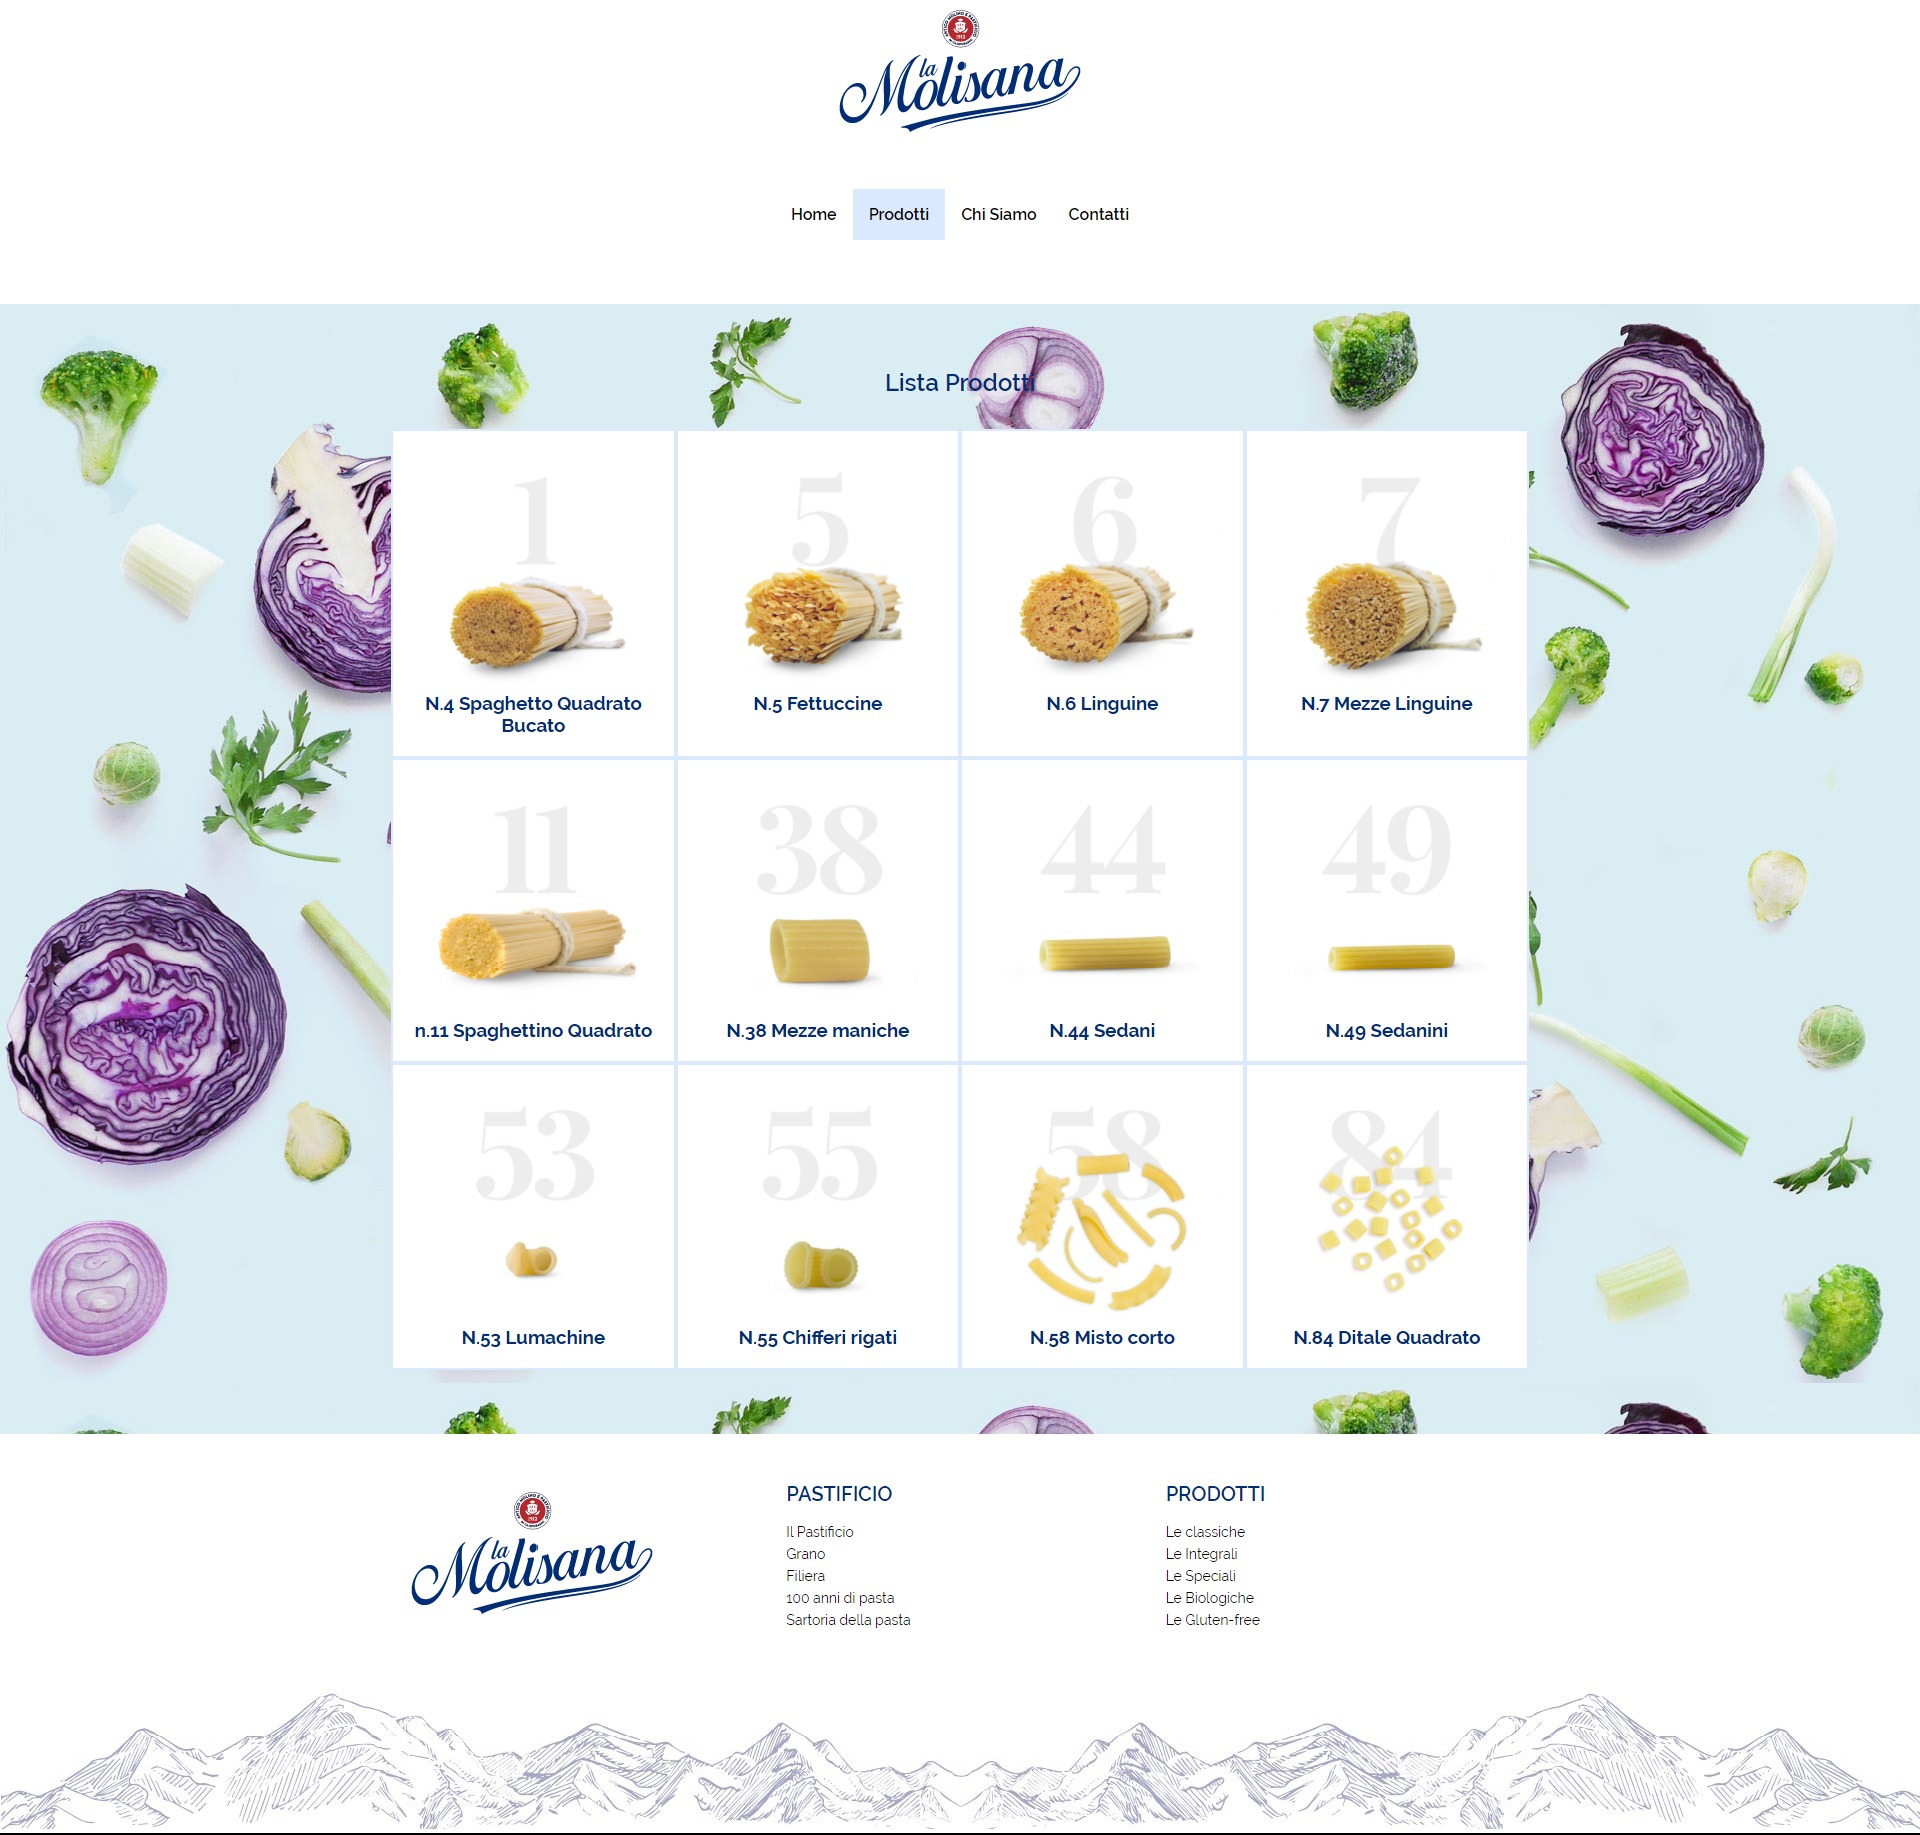 la
Molisana
Home Prodotti Chi Siamo Contatti
Lista Prodotti
1 5 6 7
N.4 Spaghetto Quadrato
Bucato
N.5 Fettuccine
N.6 Linguine
N.7 Mezze Linguine
11 38 44 49
n.11 Spaghettino Quadrato
N.38 Mezze maniche
N.44 Sedani
N.49 Sedanini
53 55 58 84
N.53 Lumachine
N.55 Chifferi rigati
N.58 Misto corto
N.84 Ditale Quadrato
la
Molisana
PASTIFICIO
Il Pastificio
Grano
Filiera
100 anni di pasta
Sartoria della pasta
PRODOTTI
Le classiche
Le Integrali
Le Speciali
Le Biologiche
Le Gluten-free